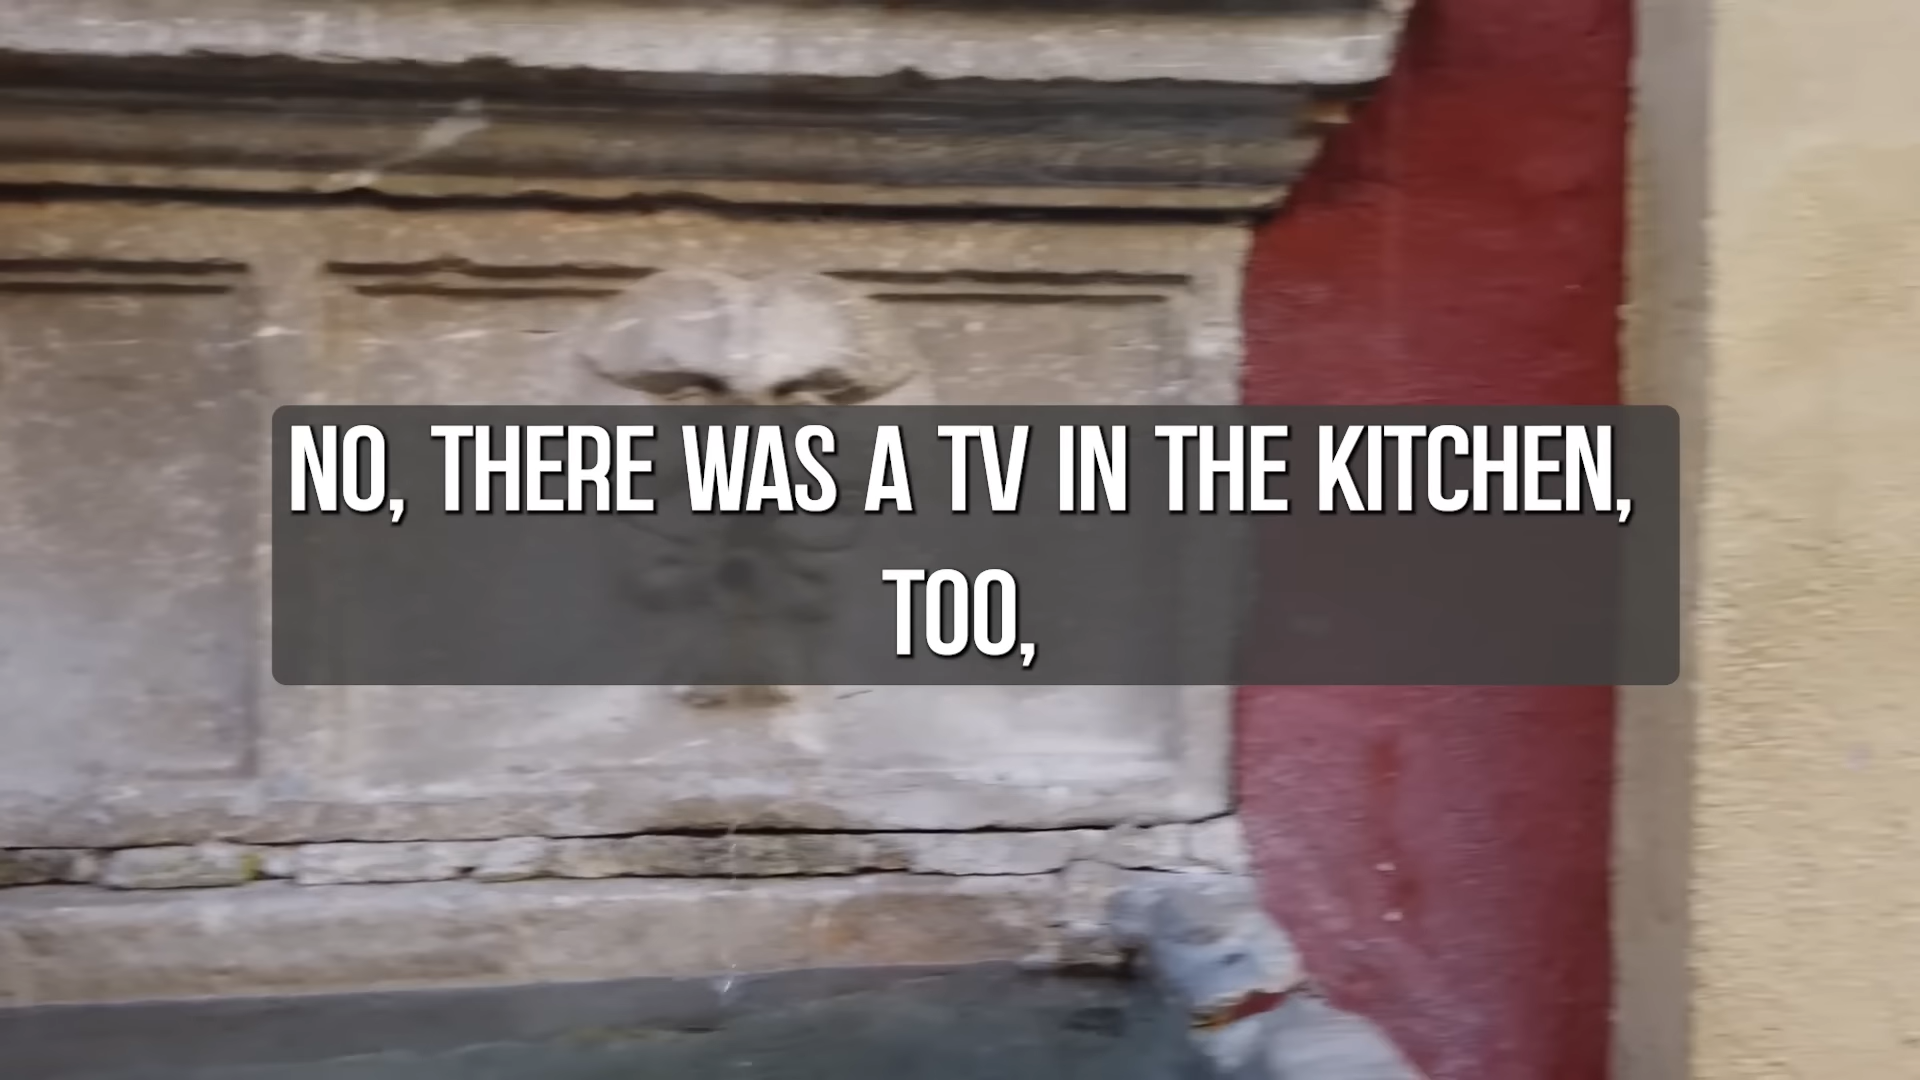 NO, THERE WAS A TV IN THE KITCHEN,
TOO,